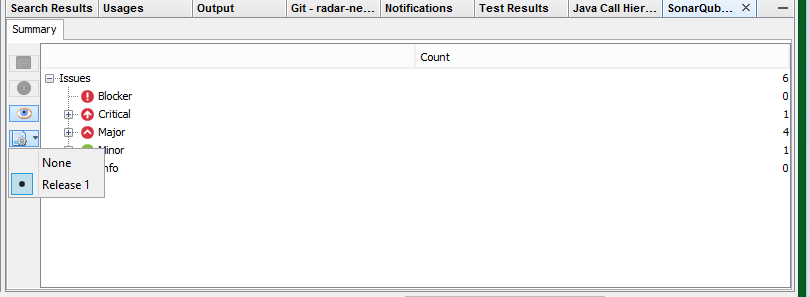 Search Results Usages Output Git - radar-ne... Notifications Test Results Java Call Hier... SonarQub...
Summary
Count
Issues 6
Blocker 0
Critical 1
Major 4
Minor 1
None
nfo 0
Release 1